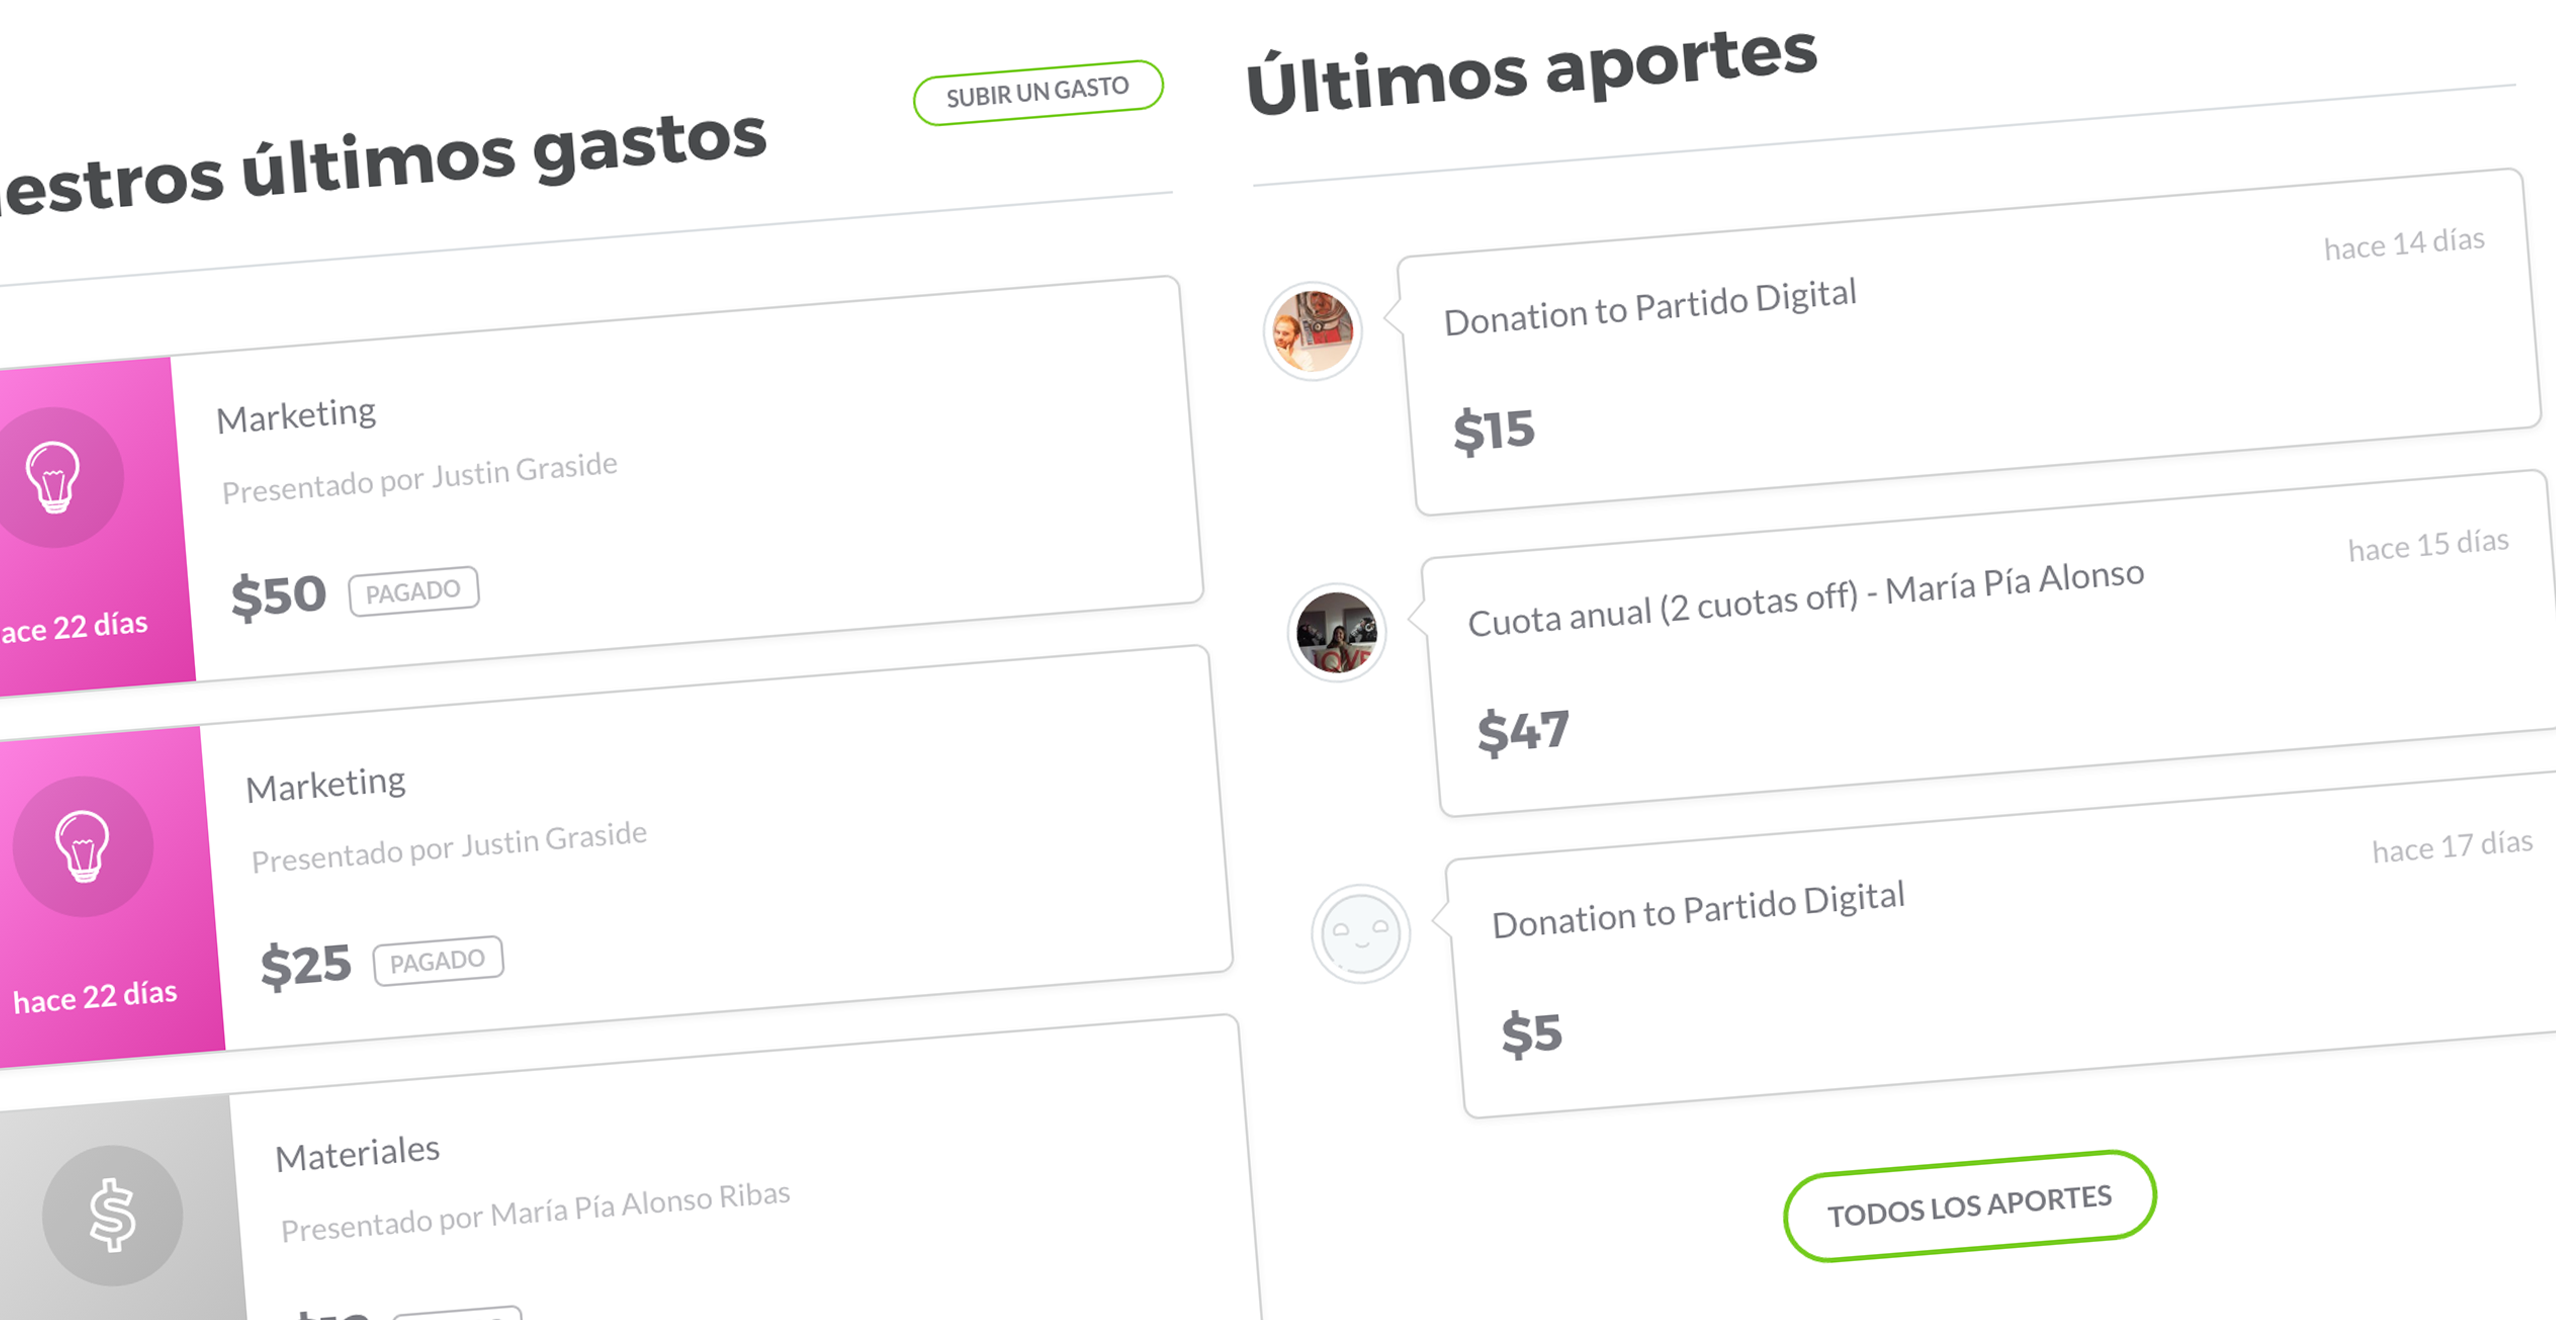 estros últimos gastos
SUBIR UN GASTO
Marketing
Presentado por Justin Graside
$50 PAGADO
ace 22 días
Marketing
Presentado por Justin Graside
$25 PAGADO
hace 22 días
Materiales
Presentado por María Pía Alonso Ribas
Últimos aportes
hace 14 días
Donation to Partido Digital
$15
hace 15 días
Cuota anual (2 cuotas off) - María Pía Alonso
$47
hace 17 días
Donation to Partido Digital
$5
TODOS LOS APORTES